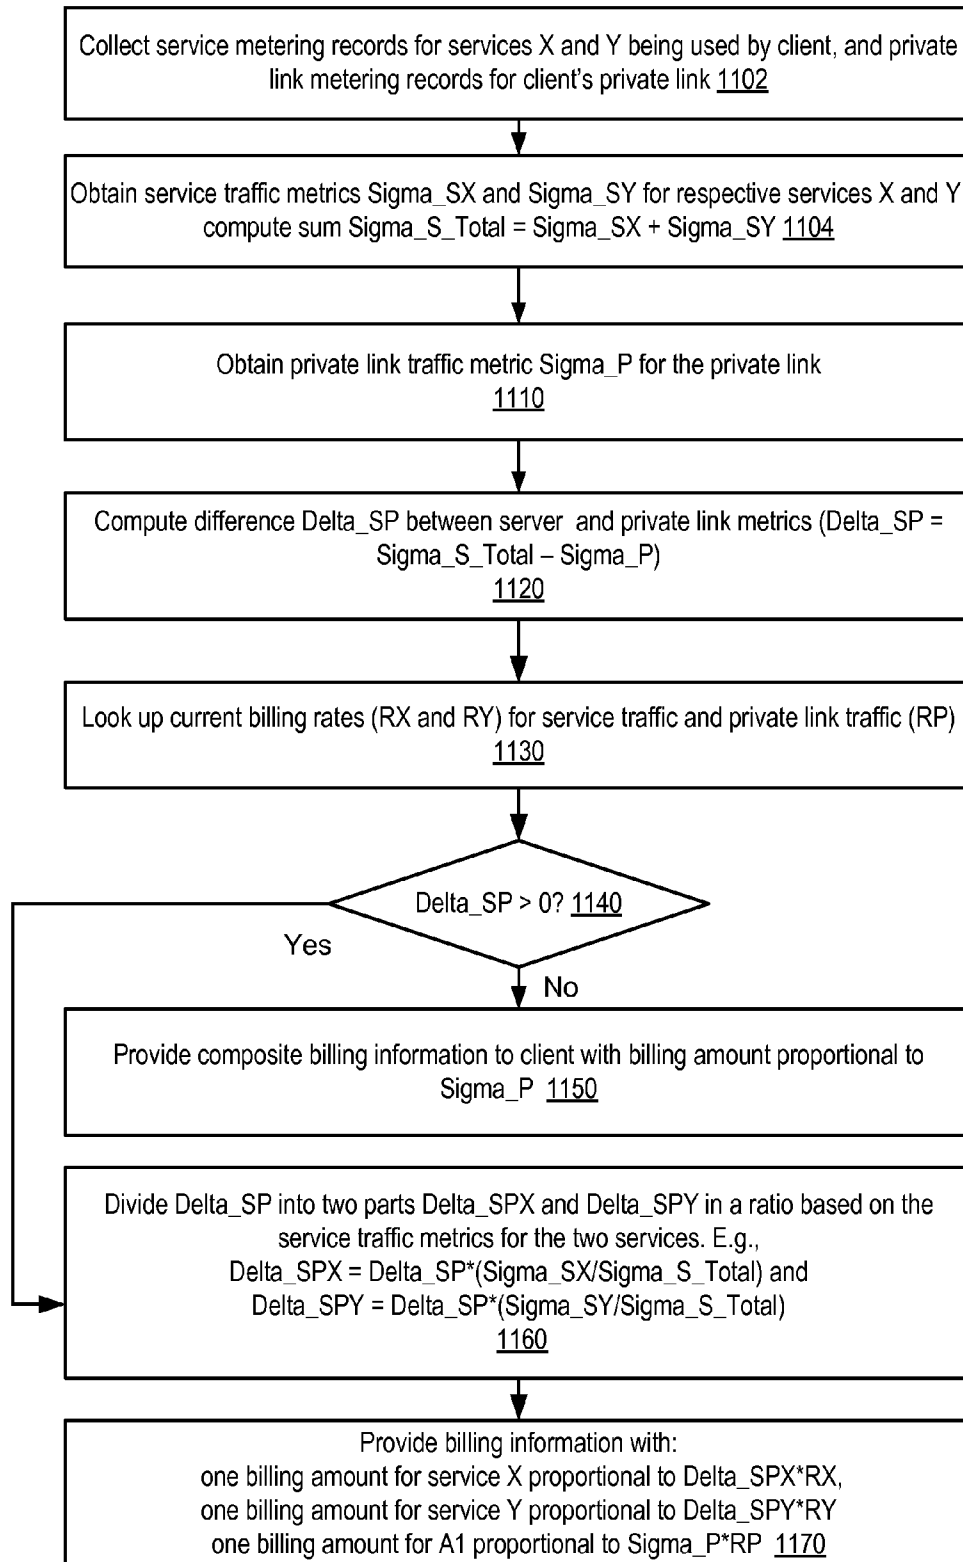 Collect service metering records for services X and Y being used by client, and private
link metering records for client's private link 1102
Obtain service traffic metrics Sigma_SX and Sigma_SY for respective services X and Y
compute sum Sigma_S_Total = Sigma_SX + Sigma_SY 1104
Obtain private link traffic metric Sigma_P for the private link
1110
Compute difference Delta_SP between server and private link metrics (Delta_SP =
Sigma_S_Total – Sigma_P)
1120
Look up current billing rates (RX and RY) for service traffic and private link traffic (RP)
1130
Delta_SP > 0? 1140
Yes
No
Provide composite billing information to client with billing amount proportional to
Sigma_P 1150
Divide Delta_SP into two parts Delta_SPX and Delta_SPY in a ratio based on the
service traffic metrics for the two services. E.g.,
Delta_SPX = Delta_SP*(Sigma_SX/Sigma_S_Total) and
Delta_SPY = Delta_SP*(Sigma_SY/Sigma_S_Total)
1160
Provide billing information with:
one billing amount for service X proportional to Delta_SPX*RX,
one billing amount for service Y proportional to Delta_SPY*RY
one billing amount for A1 proportional to Sigma_P*RP 1170